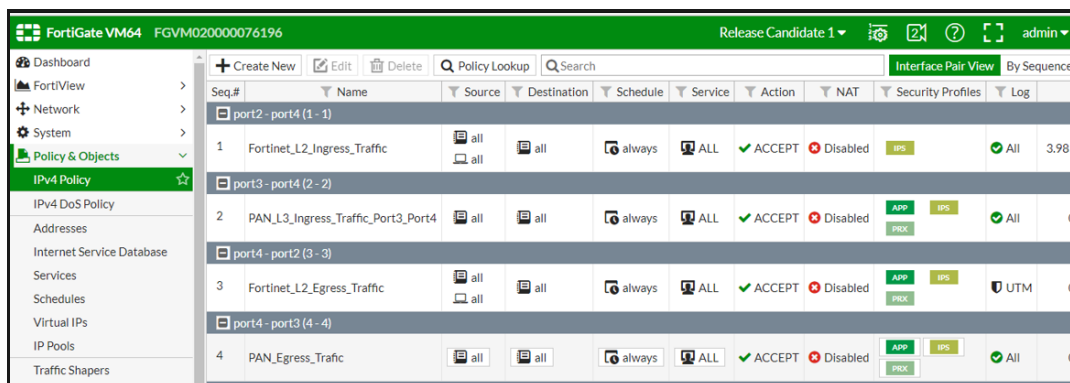 FortiGate VM64 FGVM020000076196 Release Candidate 1 admin
Dashboard
FortiView
Network
System
Policy & Objects
IPv4 Policy
IPv4 DoS Policy
Addresses
Internet Service Database
Services
Schedules
Virtual IPs
IP Pools
Traffic Shapers
Create New Edit Delete Policy Lookup Search Interface Pair View By Sequence
Seq.# Name Source Destination Schedule Service Action NAT Security Profiles Log
port2 - port4 (1 - 1)
1 Fortinet_L2_Ingress_Traffic all all all always ALL ACCEPT Disabled IPS All 3.98
port3 - port4 (2 - 2)
2 PAN_L3_Ingress_Traffic_Port3_Port4 all all always ALL ACCEPT Disabled APP IPS PRX All
port4 - port2 (3 - 3)
3 Fortinet_L2_Egress_Traffic all all all always ALL ACCEPT Disabled APP IPS PRX UTM
port4 - port3 (4 - 4)
4 PAN_Egress_Trafic all all always ALL ACCEPT Disabled APP IPS PRX All